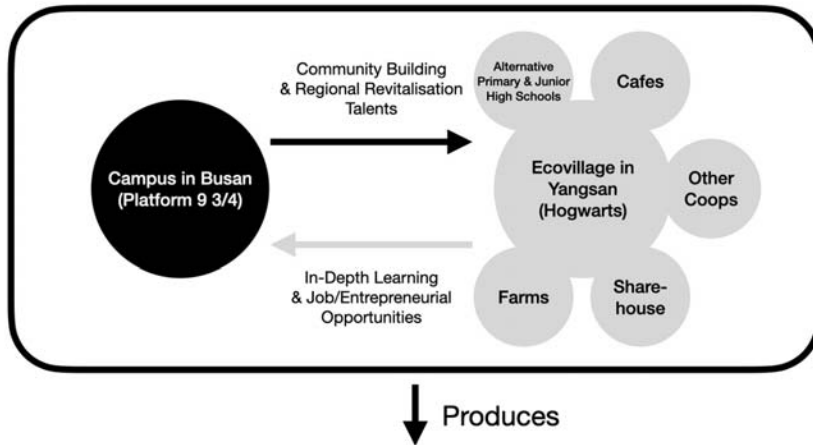 Community Building
& Regional Revitalisation
Talents
Campus in Busan
(Platform 9 3/4)
In-Depth Learning
& Job/Entrepreneurial
Opportunities
Alternative
Primary & Junior
High Schools
Cafes
Ecovillage in
Yangsan
(Hogwarts)
Other
Coops
Farms
Share-
house
Produces